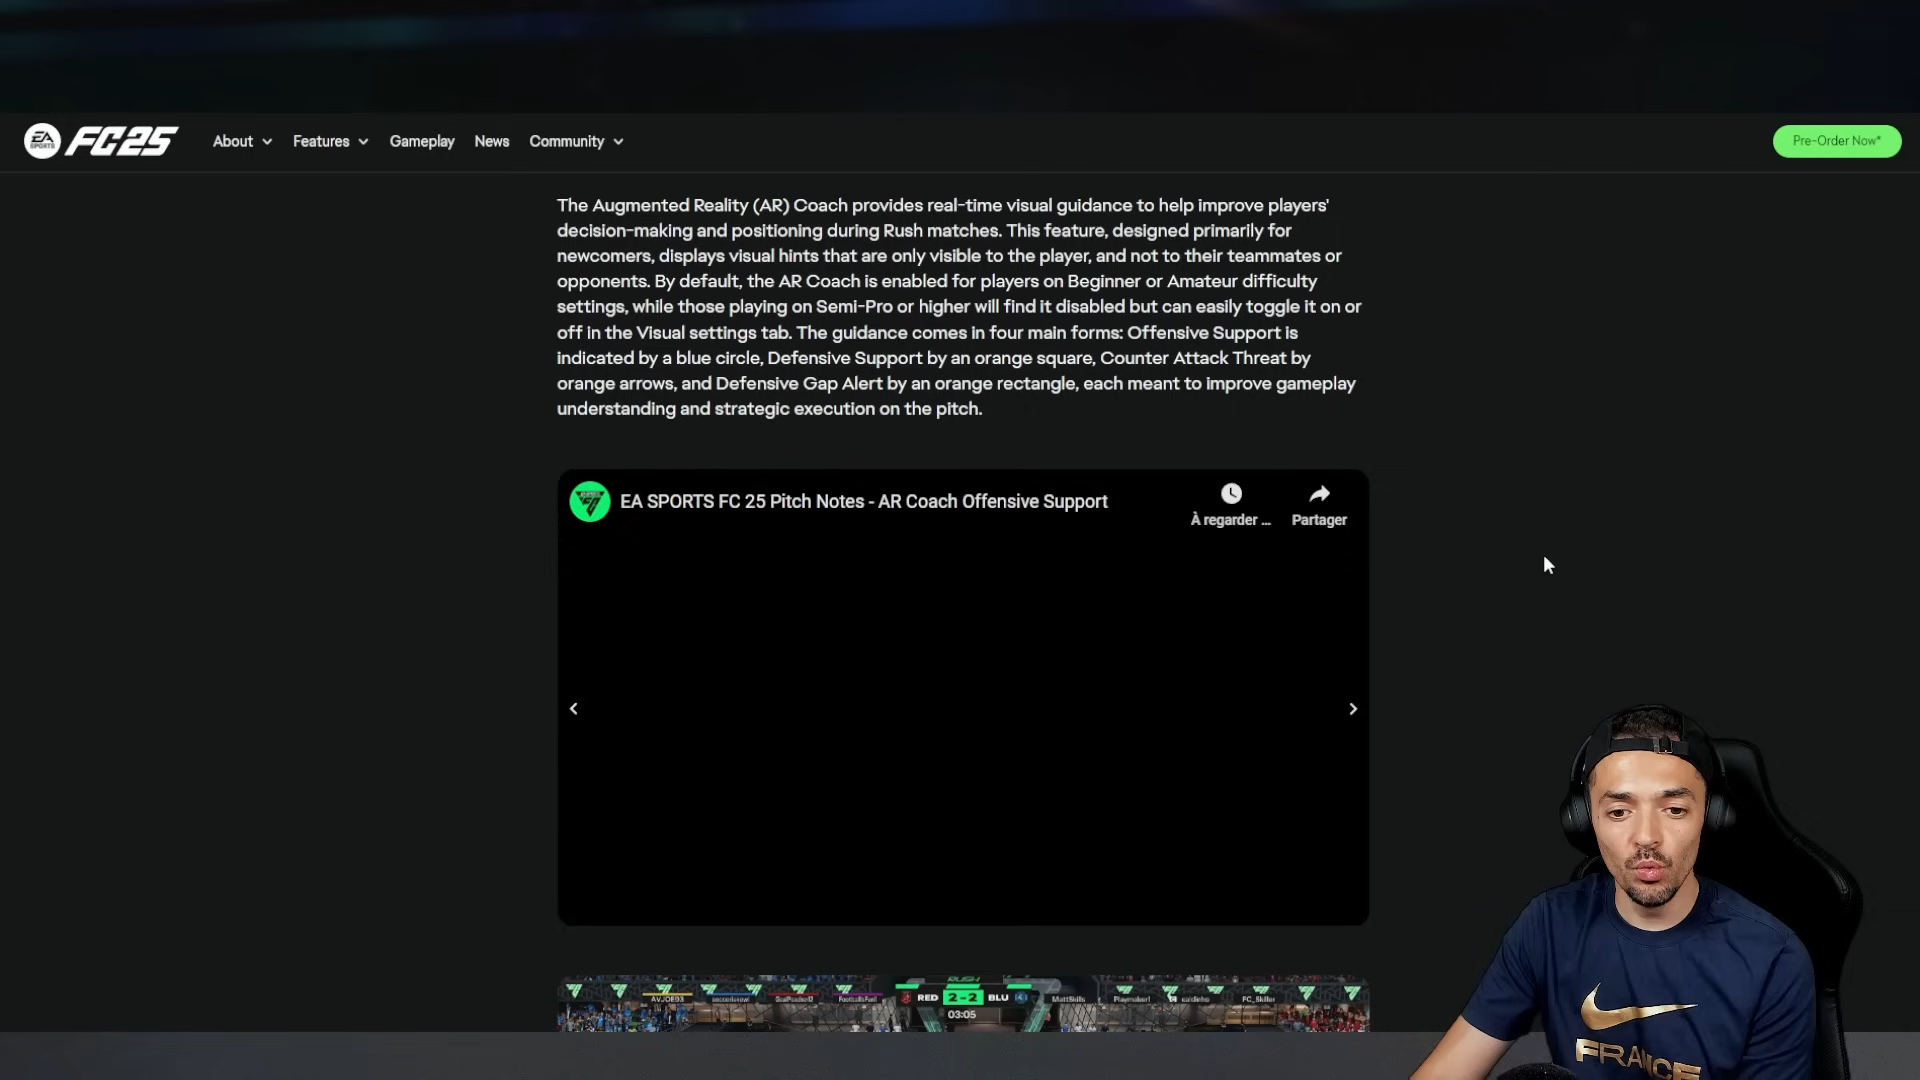 EA SPORTS FC25 About Features Gameplay News Community Pre-Order Now*
The Augmented Reality (AR) Coach provides real-time visual guidance to help improve players'
decision-making and positioning during Rush matches. This feature, designed primarily for
newcomers, displays visual hints that are only visible to the player, and not to their teammates or
opponents. By default, the AR Coach is enabled for players on Beginner or Amateur difficulty
settings, while those playing on Semi-Pro or higher will find it disabled but can easily toggle it on or
off in the Visual settings tab. The guidance comes in four main forms: Offensive Support is
indicated by a blue circle, Defensive Support by an orange square, Counter Attack Threat by
orange arrows, and Defensive Gap Alert by an orange rectangle, each meant to improve gameplay
understanding and strategic execution on the pitch.
EA SPORTS FC 25 Pitch Notes - AR Coach Offensive Support
À regarder ... Partager
RUSH
AVJOE93 RED 2-2 BLU MattSkills Playmaker1 FC_Skiller
03:05
FRANCE